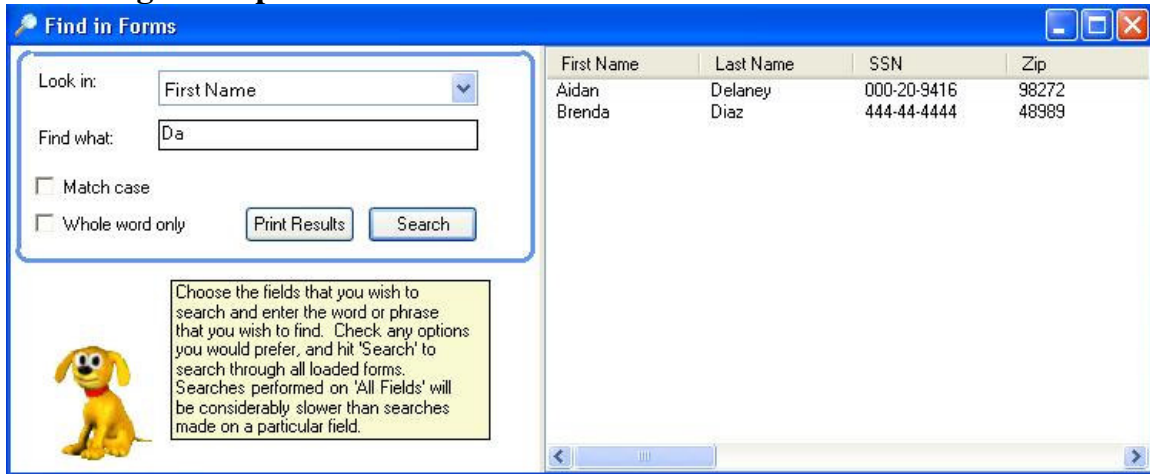 Find in Forms
Look in:
First Name
Find what:
Da
Match case
Whole word only
Print Results
Search
Choose the fields that you wish to
search and enter the word or phrase
that you wish to find. Check any options
you would prefer, and hit 'Search' to
search through all loaded forms.
Searches performed on 'All Fields' will
be considerably slower than searches
made on a particular field.
First Name Last Name SSN Zip
Aidan Delaney 000-20-9416 98272
Brenda Diaz 444-44-4444 48989